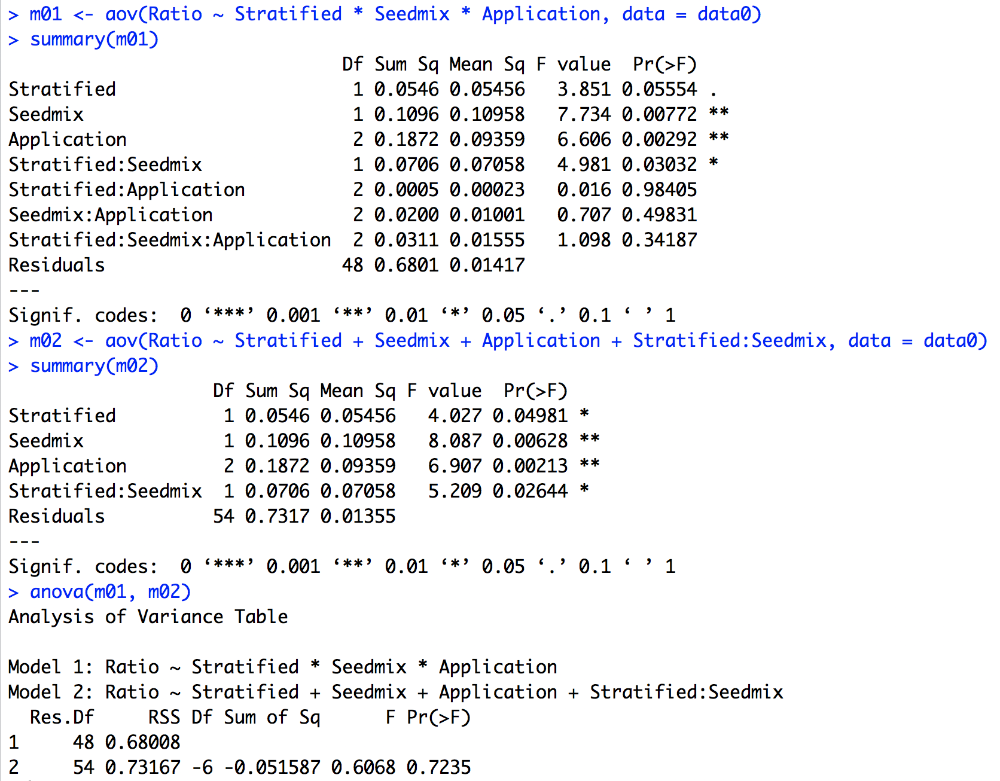 > m01 <- aov(Ratio ~ Stratified * Seedmix * Application, data = data0)
> summary(m01)
                               Df Sum Sq Mean Sq F value  Pr(>F)
Stratified                      1 0.0546 0.05456   3.851 0.05554 .
Seedmix                         1 0.1096 0.10958   7.734 0.00772 **
Application                     2 0.1872 0.09359   6.606 0.00292 **
Stratified:Seedmix              1 0.0706 0.07058   4.981 0.03032 *
Stratified:Application          2 0.0005 0.00023   0.016 0.98405
Seedmix:Application             2 0.0200 0.01001   0.707 0.49831
Stratified:Seedmix:Application  2 0.0311 0.01555   1.098 0.34187
Residuals                      48 0.6801 0.01417
---
Signif. codes:  0 ‘***’ 0.001 ‘**’ 0.01 ‘*’ 0.05 ‘.’ 0.1 ‘ ’ 1
> m02 <- aov(Ratio ~ Stratified + Seedmix + Application + Stratified:Seedmix, data = data0)
> summary(m02)
                   Df Sum Sq Mean Sq F value  Pr(>F)
Stratified          1 0.0546 0.05456   4.027 0.04981 *
Seedmix             1 0.1096 0.10958   8.087 0.00628 **
Application         2 0.1872 0.09359   6.907 0.00213 **
Stratified:Seedmix  1 0.0706 0.07058   5.209 0.02644 *
Residuals          54 0.7317 0.01355
---
Signif. codes:  0 ‘***’ 0.001 ‘**’ 0.01 ‘*’ 0.05 ‘.’ 0.1 ‘ ’ 1
> anova(m01, m02)
Analysis of Variance Table

Model 1: Ratio ~ Stratified * Seedmix * Application
Model 2: Ratio ~ Stratified + Seedmix + Application + Stratified:Seedmix
  Res.Df     RSS Df Sum of Sq      F Pr(>F)
1     48 0.68008
2     54 0.73167 -6 -0.051587 0.6068 0.7235